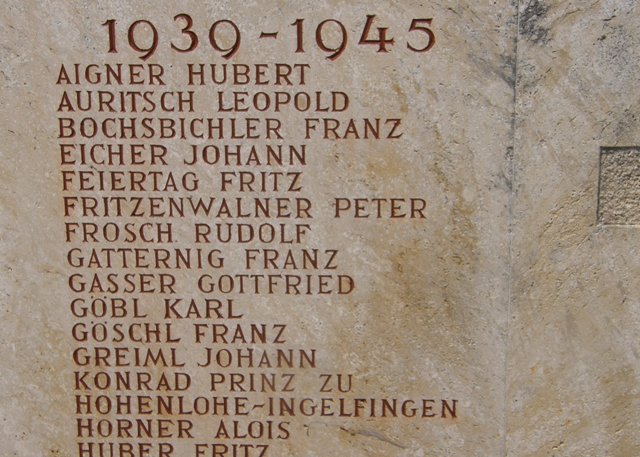 1939-1945
AIGNER HUBERT
AURITSCH LEOPOLD
BOCHSBICHLER FRANZ
EICHER JOHANN
FEIERTAG FRITZ
FRITZENWALNER PETER
FROSCH RUDOLF
GATTERNIG FRANZ
GASSER GOTTFRIED
GÖBL KARL
GÖSCHL FRANZ
GREIML JOHANN
KONRAD PRINZ ZU
HOHENLOHE-INGELFINGEN
HORNER ALOIS
HUBER FRITZ